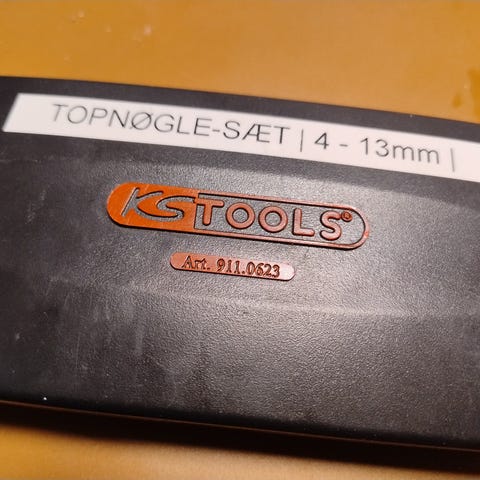 TOPNØGLE-SÆT | 4 - 13mm |
KSTOOLS®
Art. 911.0623